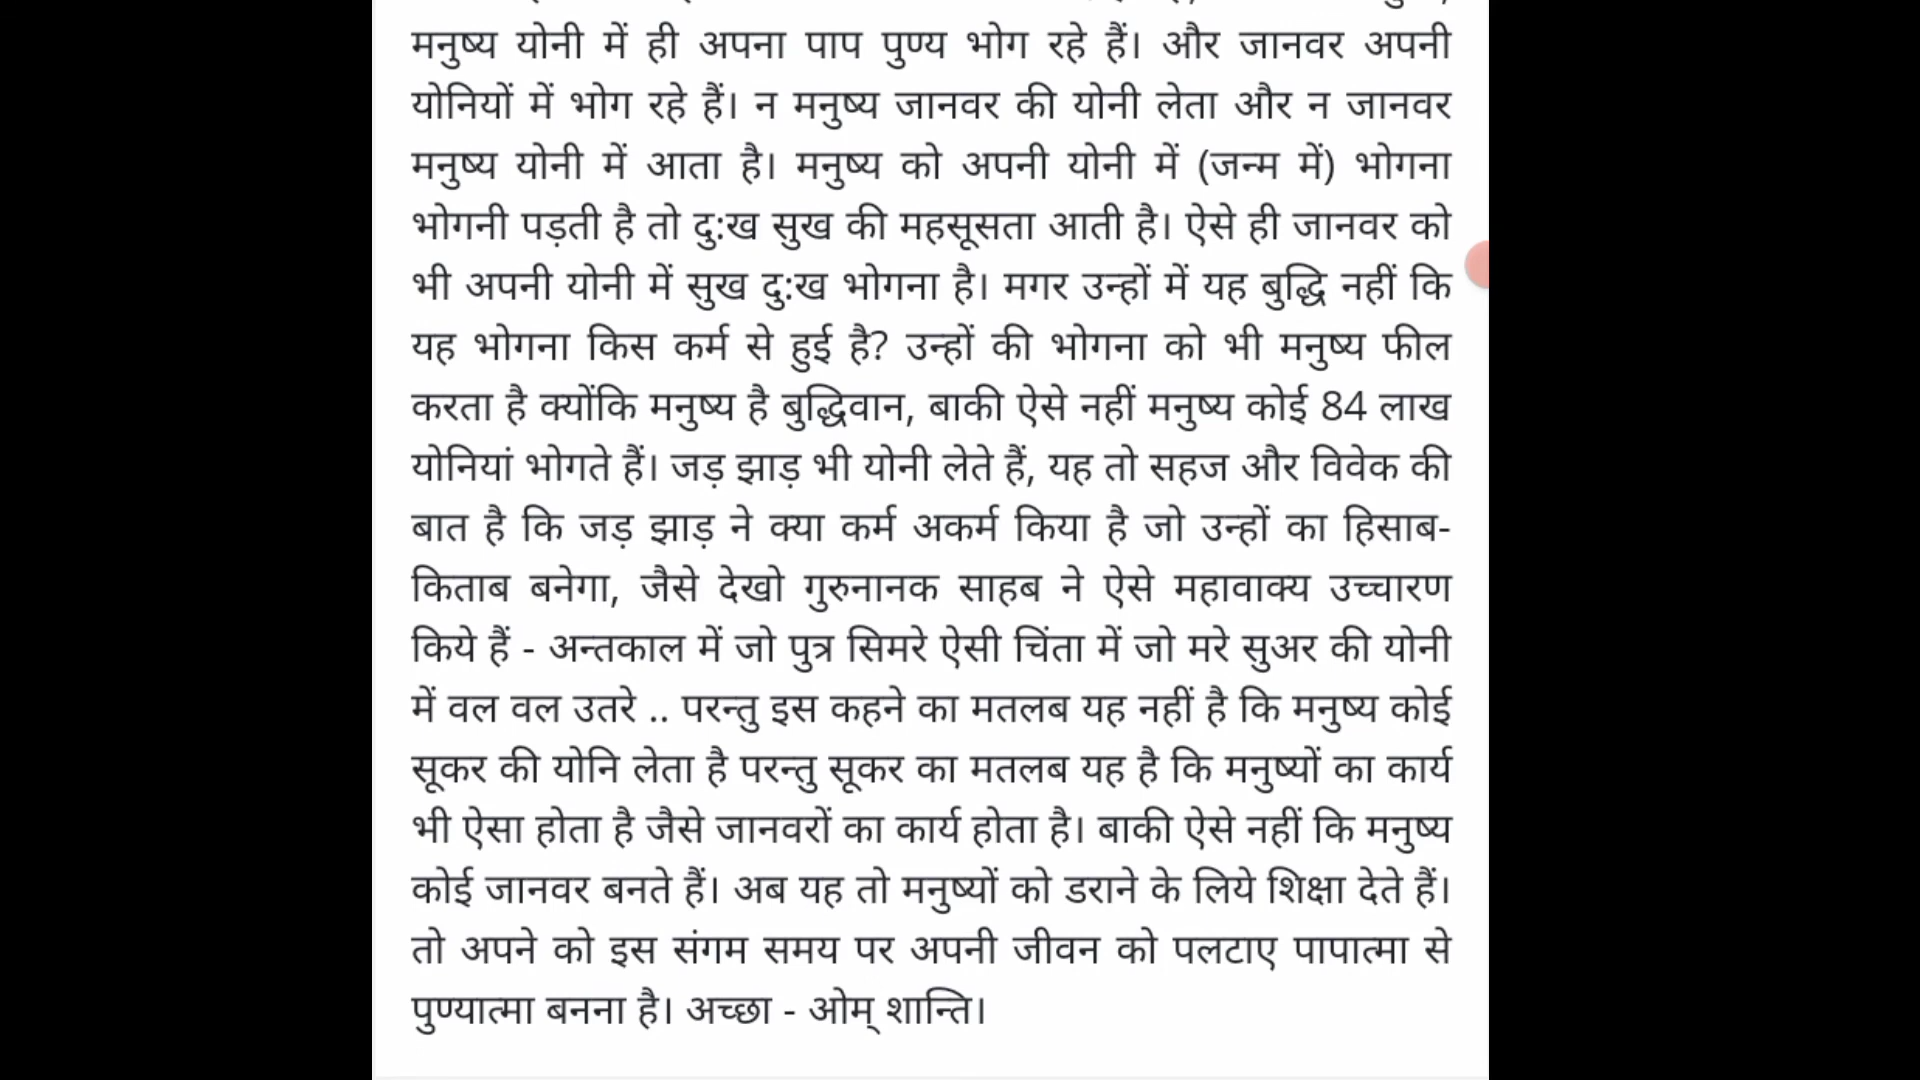 मनुष्य योनी में ही अपना पाप पुण्य भोग रहे हैं। और जानवर अपनी
योनियों में भोग रहे हैं। न मनुष्य जानवर की योनी लेता और न जानवर
मनुष्य योनी में आता है। मनुष्य को अपनी योनी में (जन्म में) भोगना
भोगनी पड़ती है तो दु:ख सुख की महसूसता आती है। ऐसे ही जानवर को
भी अपनी योनी में सुख दु:ख भोगना है। मगर उन्हों में यह बुद्धि नहीं कि
यह भोगना किस कर्म से हुई है? उन्हों की भोगना को भी मनुष्य फील
करता है क्योंकि मनुष्य है बुद्धिवान, बाकी ऐसे नहीं मनुष्य कोई 84 लाख
योनियां भोगते हैं। जड़ झाड़ भी योनी लेते हैं, यह तो सहज और विवेक की
बात है कि जड़ झाड़ ने क्या कर्म अकर्म किया है जो उन्हों का हिसाब-
किताब बनेगा, जैसे देखो गुरुनानक साहब ने ऐसे महावाक्य उच्चारण
किये हैं - अन्तकाल में जो पुत्र सिमरे ऐसी चिंता में जो मरे सुअर की योनी
में वल वल उतरे .. परन्तु इस कहने का मतलब यह नहीं है कि मनुष्य कोई
सूकर की योनि लेता है परन्तु सूकर का मतलब यह है कि मनुष्यों का कार्य
भी ऐसा होता है जैसे जानवरों का कार्य होता है। बाकी ऐसे नहीं कि मनुष्य
कोई जानवर बनते हैं। अब यह तो मनुष्यों को डराने के लिये शिक्षा देते हैं।
तो अपने को इस संगम समय पर अपनी जीवन को पलटाए पापात्मा से
पुण्यात्मा बनना है। अच्छा - ओम् शान्ति।